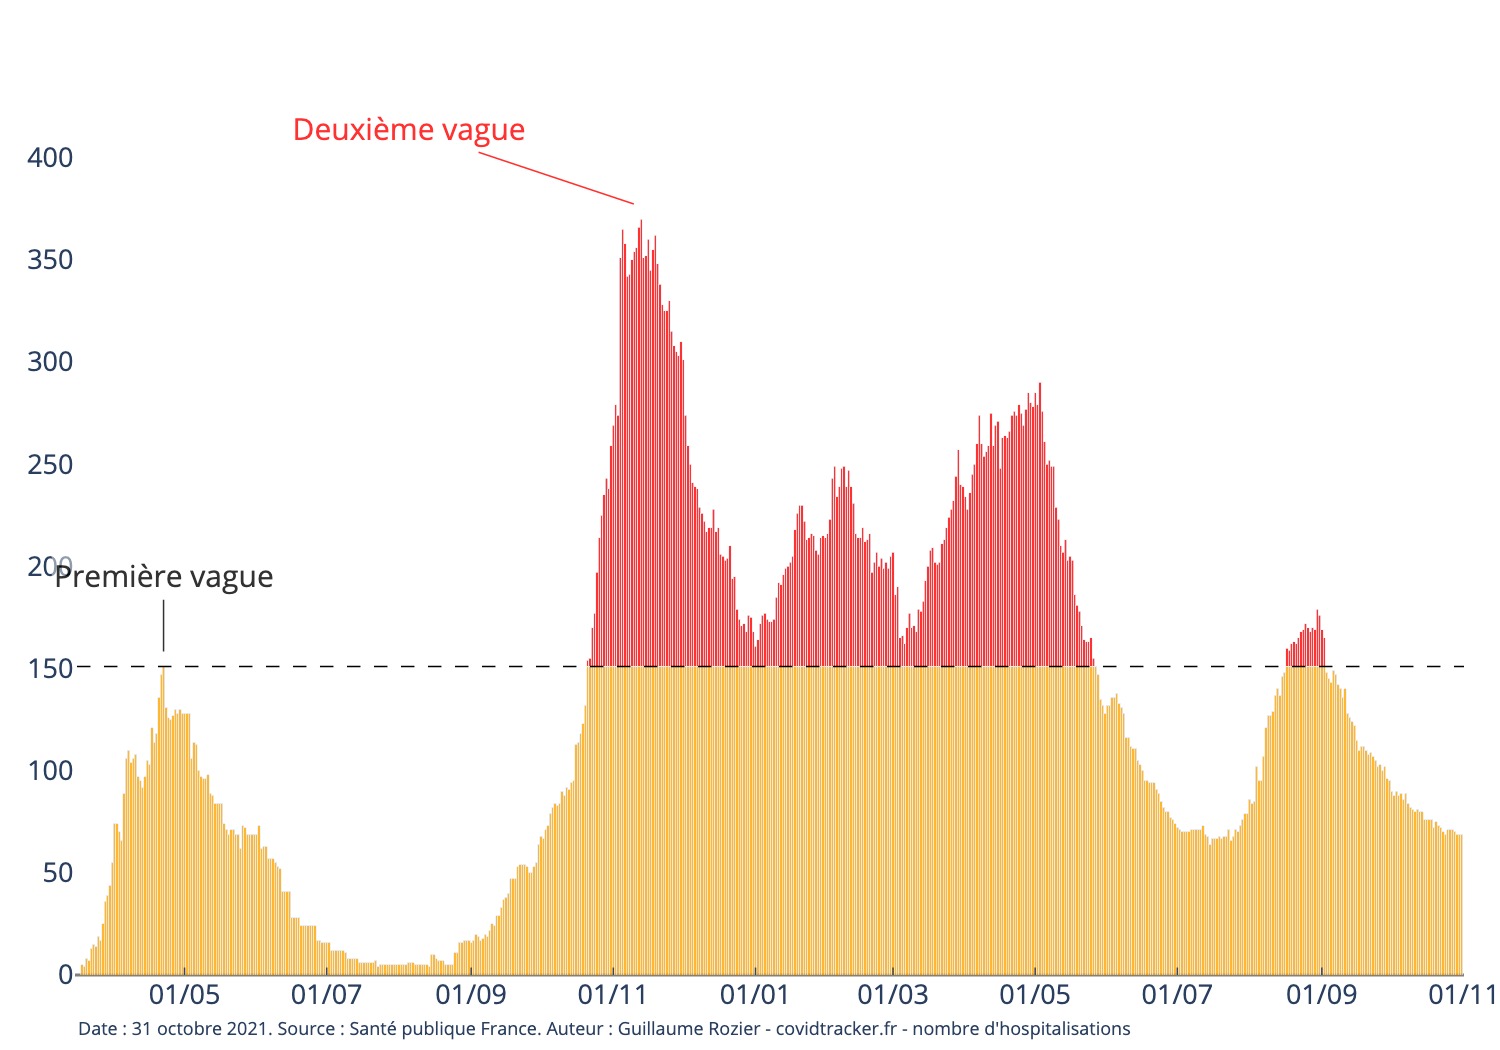 Deuxième vague
400
350
300
250
200
Première vague
150
100
50
0
01/05 01/07 01/09 01/11 01/01 01/03 01/05 01/07 01/09 01/11
Date : 31 octobre 2021. Source : Santé publique France. Auteur : Guillaume Rozier - covidtracker.fr - nombre d'hospitalisations